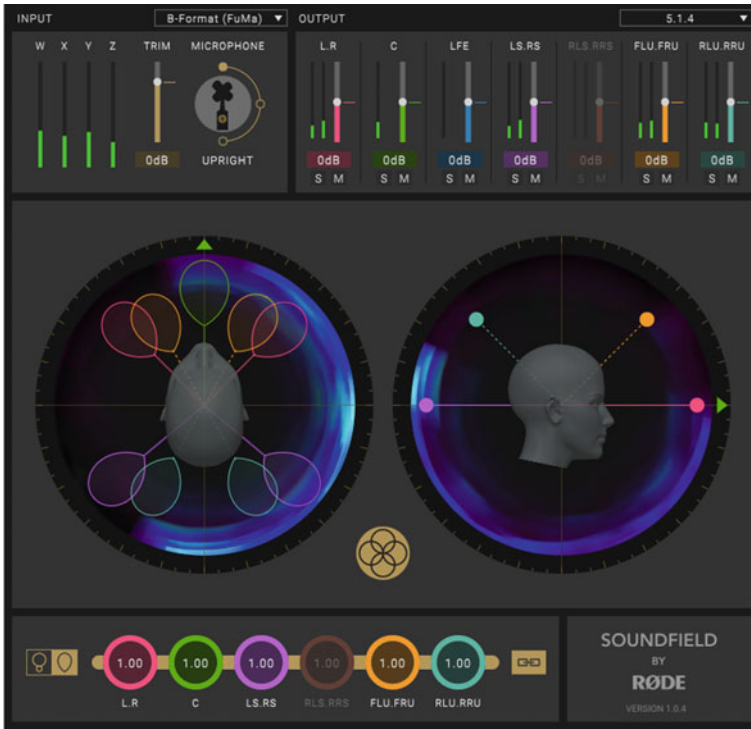 INPUT B-Format (FuMa) OUTPUT 5.1.4
W X Y Z TRIM MICROPHONE L.R C LFE LS.RS RLS.RRS FLU.FRU RLU.RRU
0dB UPRIGHT 0dB 0dB 0dB 0dB 0dB 0dB 0dB
S M S M S M S M S M S M S M
1.00 1.00 1.00 1.00 1.00 1.00
L.R C LS.RS RLS.RRS FLU.FRU RLU.RRU
SOUNDFIELD
BY
RØDE
VERSION 1.0.4